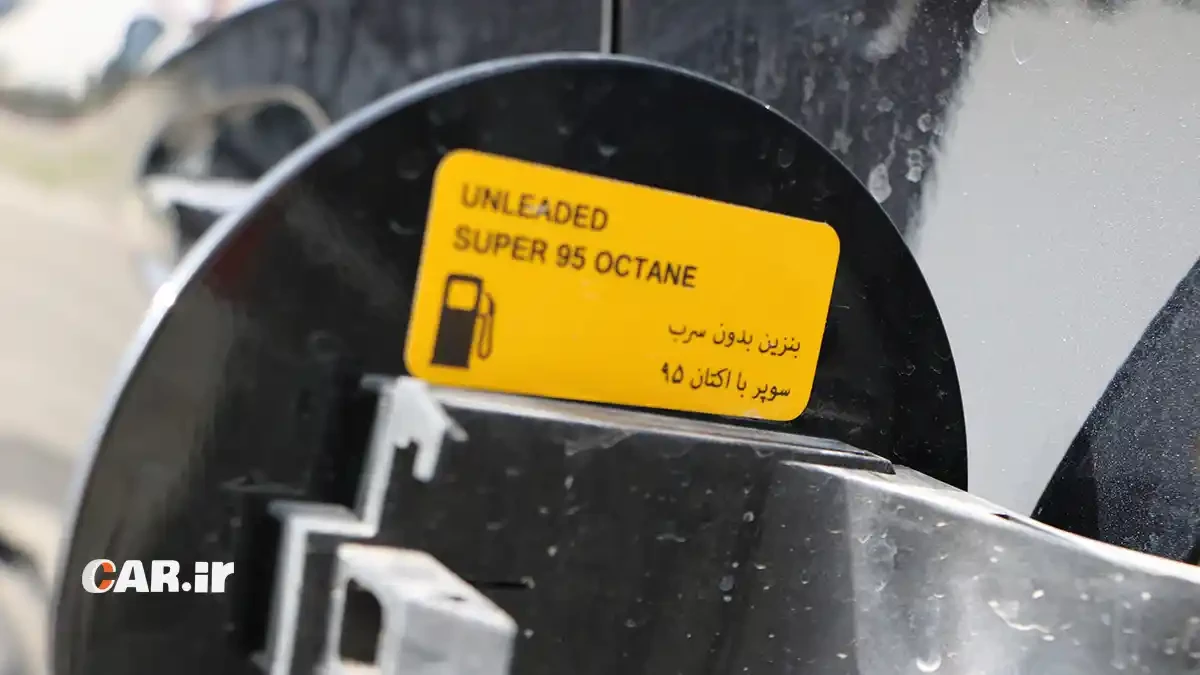 UNLEADED
SUPER 95 OCTANE
بنزین بدون سرب
سوپر با اکتان ۹۵
CAR.ir